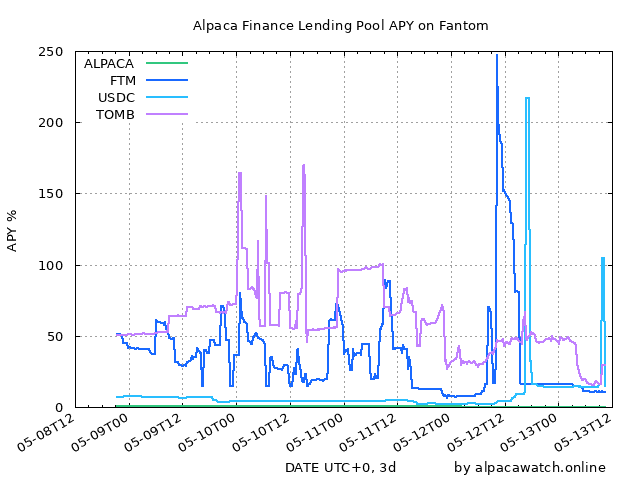 Alpaca Finance Lending Pool APY on Fantom
APY %
250
200
150
100
50
0
ALPACA
FTM
USDC
TOMB
05-08T12
05-09T00
05-09T12
05-10T00
05-10T12
05-11T00
05-11T12
05-12T00
05-12T12
05-13T00
05-13T12
DATE UTC+0, 3d
by alpacawatch.online